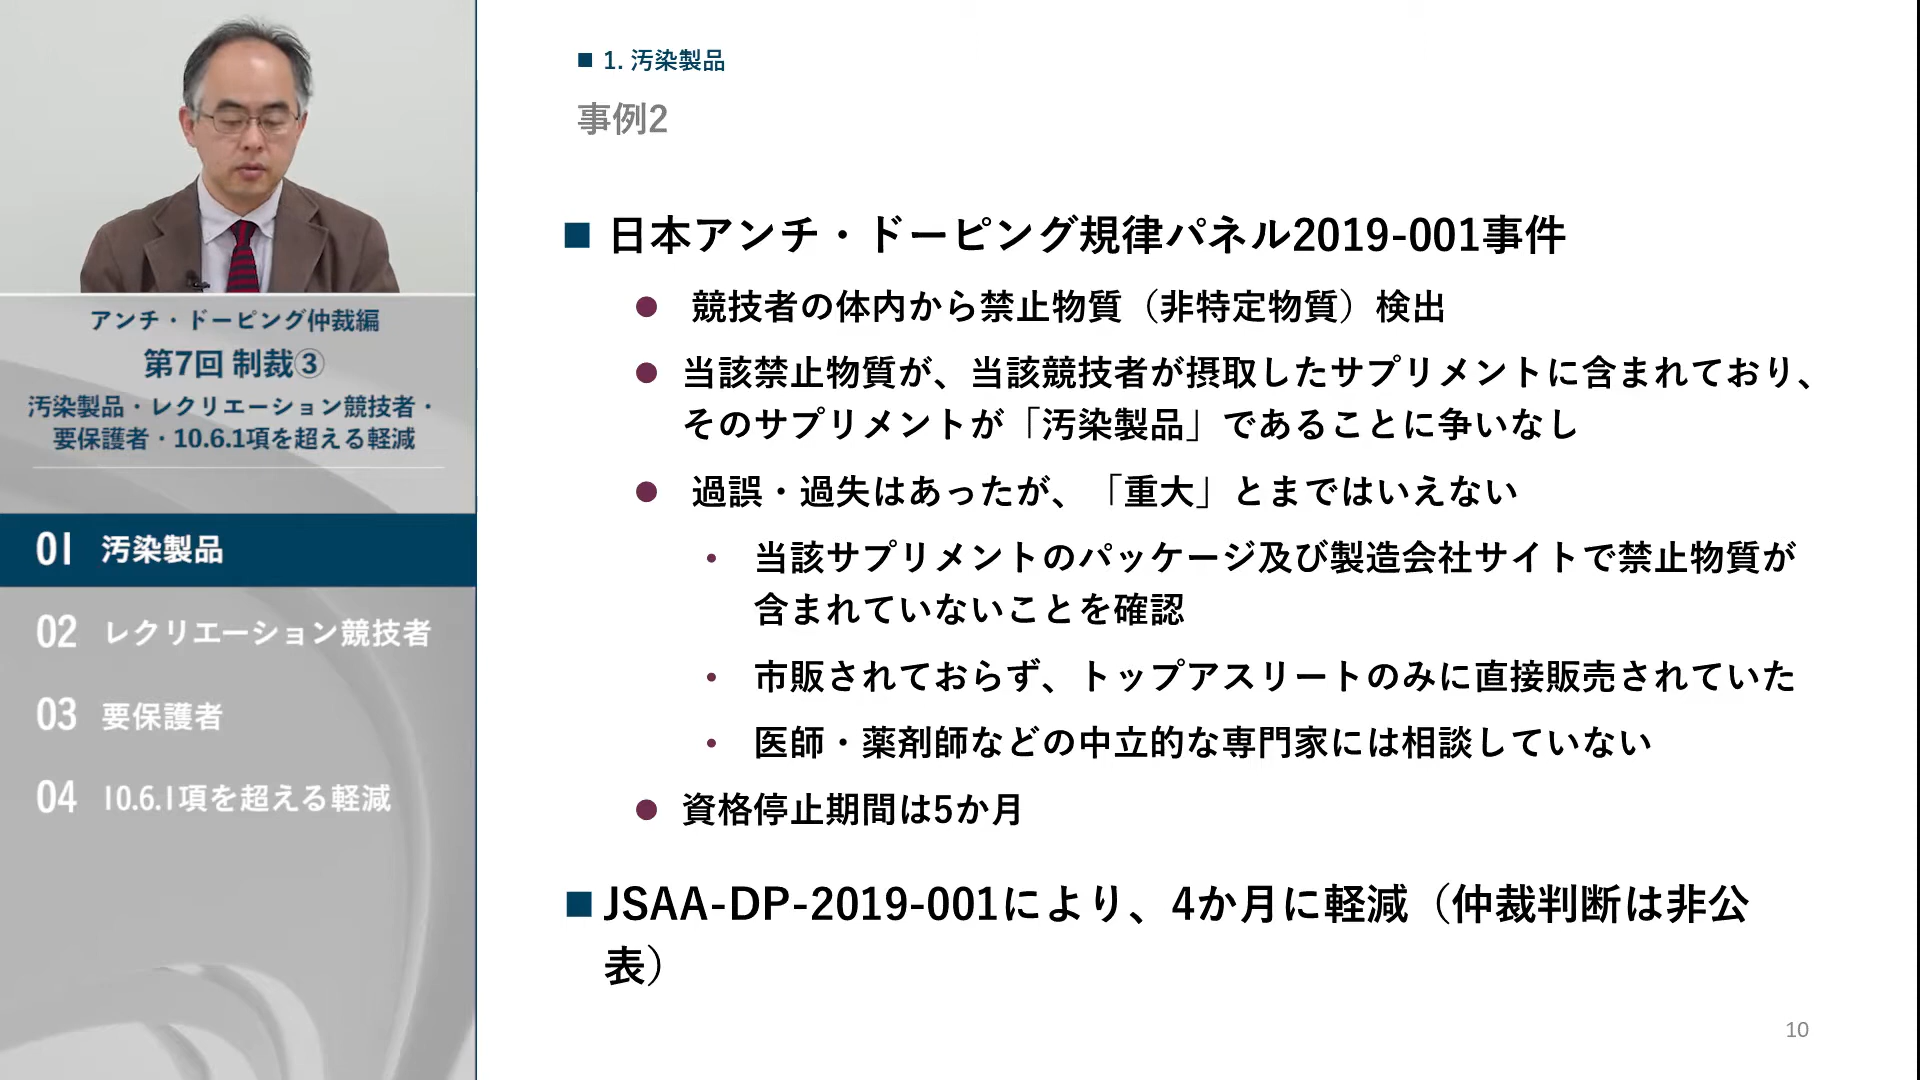 アンチ・ドーピング仲裁編
第7回 制裁③
汚染製品・レクリエーション競技者・
要保護者・10.6.1項を超える軽減
01 汚染製品
02 レクリエーション競技者
03 要保護者
04 10.6.1項を超える軽減
■ 1. 汚染製品
事例2
■ 日本アンチ・ドーピング規律パネル2019-001事件
● 競技者の体内から禁止物質（非特定物質）検出
● 当該禁止物質が、当該競技者が摂取したサプリメントに含まれており、
そのサプリメントが「汚染製品」であることに争いなし
● 過誤・過失はあったが、「重大」とまではいえない
• 当該サプリメントのパッケージ及び製造会社サイトで禁止物質が
含まれていないことを確認
• 市販されておらず、トップアスリートのみに直接販売されていた
• 医師・薬剤師などの中立的な専門家には相談していない
● 資格停止期間は5か月
■ JSAA-DP-2019-001により、4か月に軽減（仲裁判断は非公
表）
10